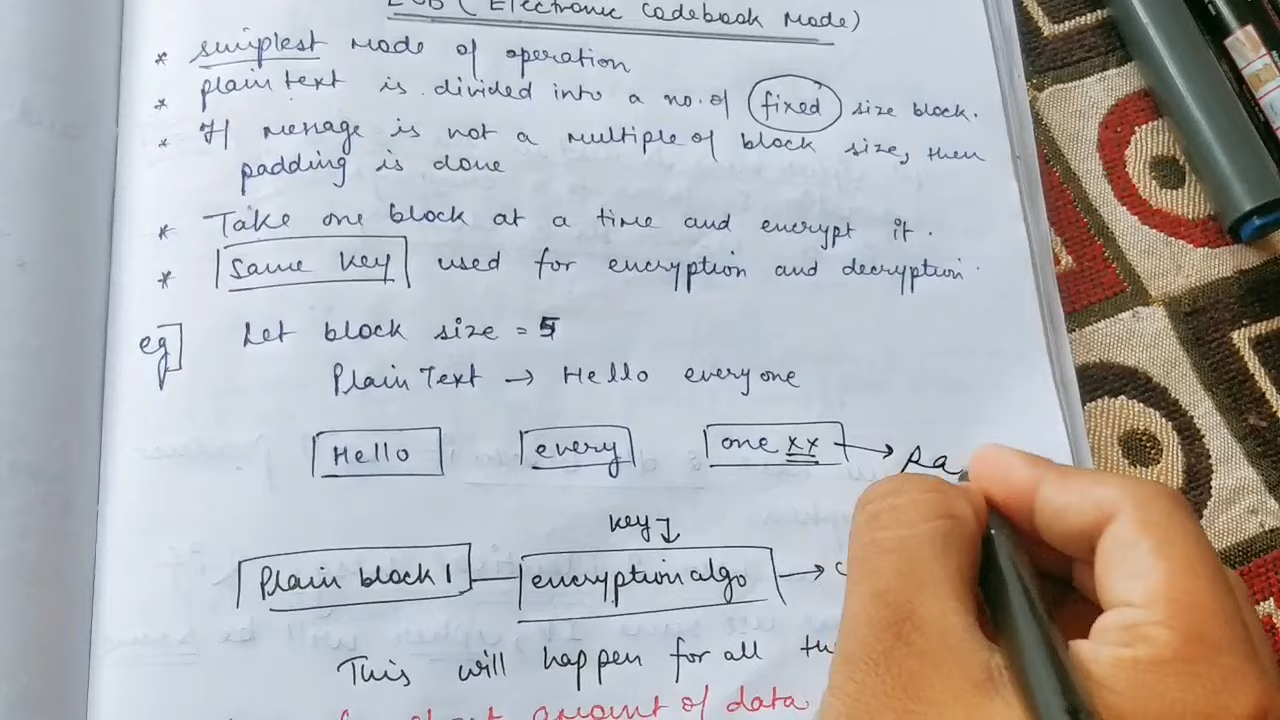 ECB (Electronic Codebook Mode)
* simplest mode of operation
* plain text is divided into a no. of fixed size block.
* If message is not a multiple of block size, then
padding is done
* Take one block at a time and encrypt it.
* Same key used for encryption and decryption.
eg Let block size = 5
Plain Text → Hello everyone
Hello every one xx → Pa
key
Plain block 1 encryption algo → c
This will happen for all
amount of data